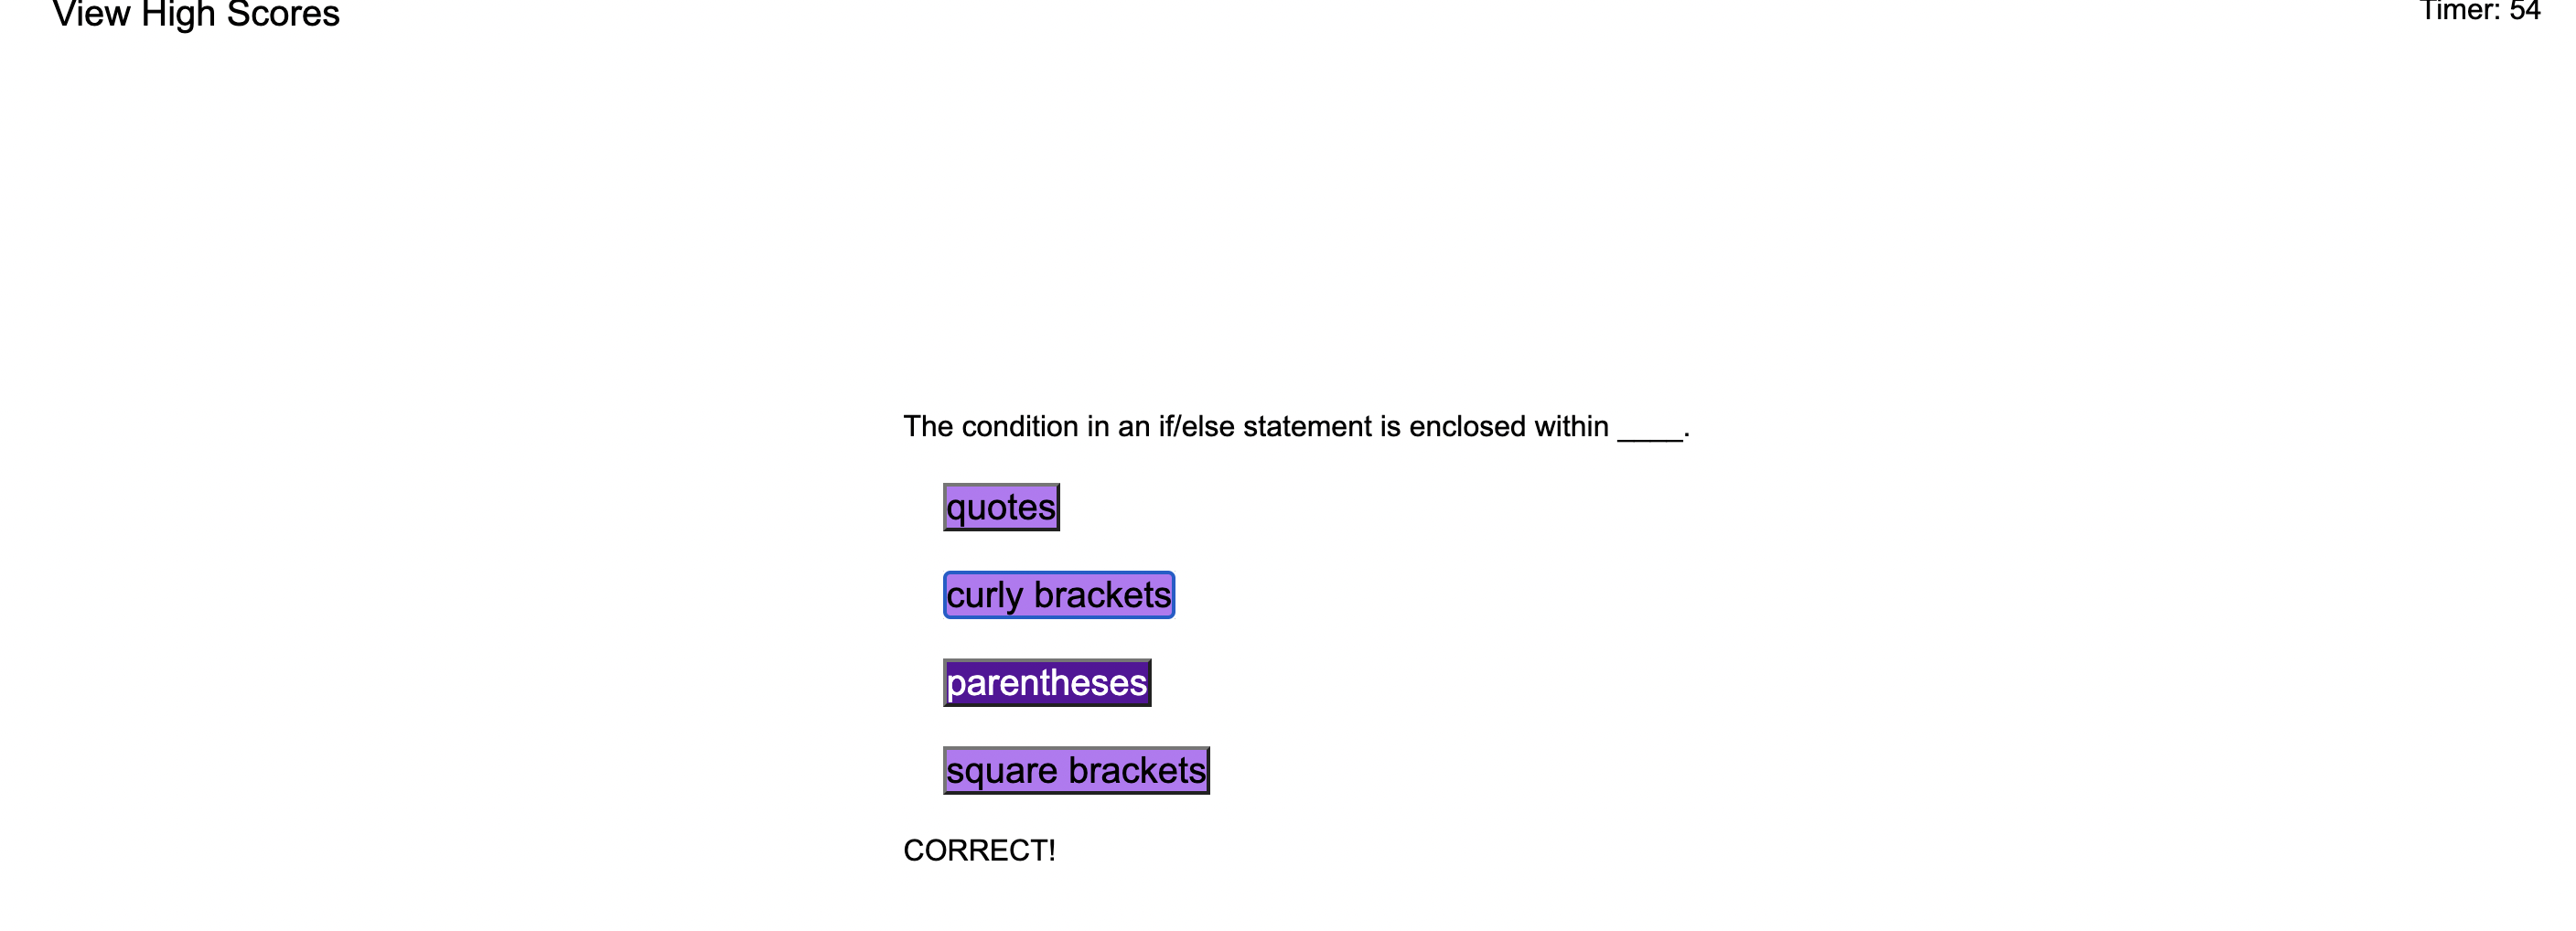 View High Scores
Timer: 54
The condition in an if/else statement is enclosed within ____.
quotes
curly brackets
parentheses
square brackets
CORRECT!